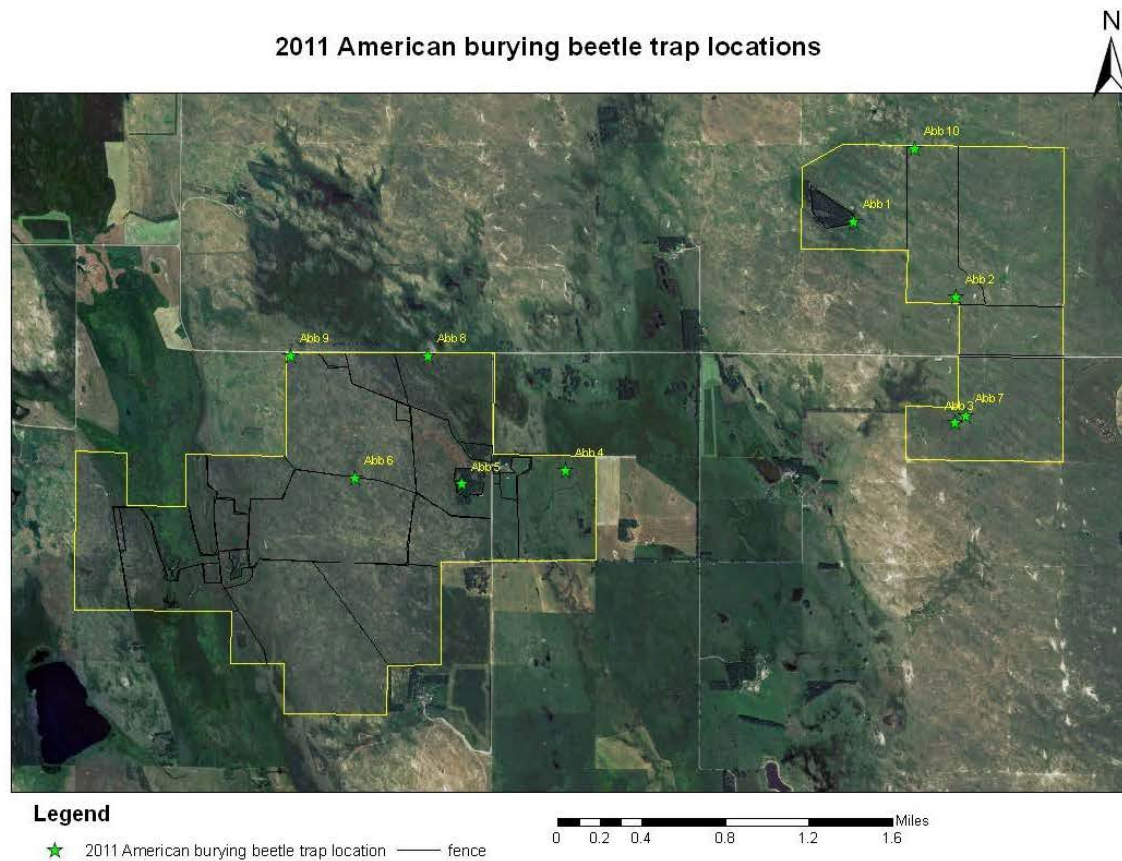 N
2011 American burying beetle trap locations
Abb 10
Abb 1
Abb 2
Abb 9
Abb 8
Abb 3
Abb 7
Abb 4
Abb 6
Abb 5
Legend
2011 American burying beetle trap location
fence
Miles
0 0.2 0.4 0.8 1.2 1.6